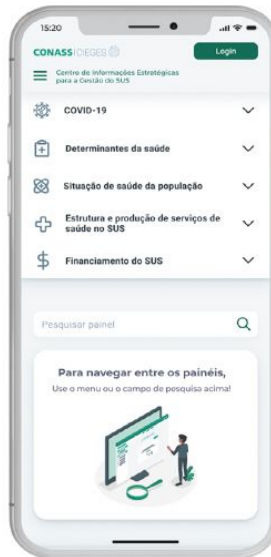 15:20
CONASS|CIEGES
Login
Centro de Informações Estratégicas
para a Gestão do SUS
COVID-19
Determinantes da saúde
Situação de saúde da população
Estrutura e produção de serviços de
saúde no SUS
Financiamento do SUS
Pesquisar painel
Para navegar entre os painéis,
Use o menu ou o campo de pesquisa acima!